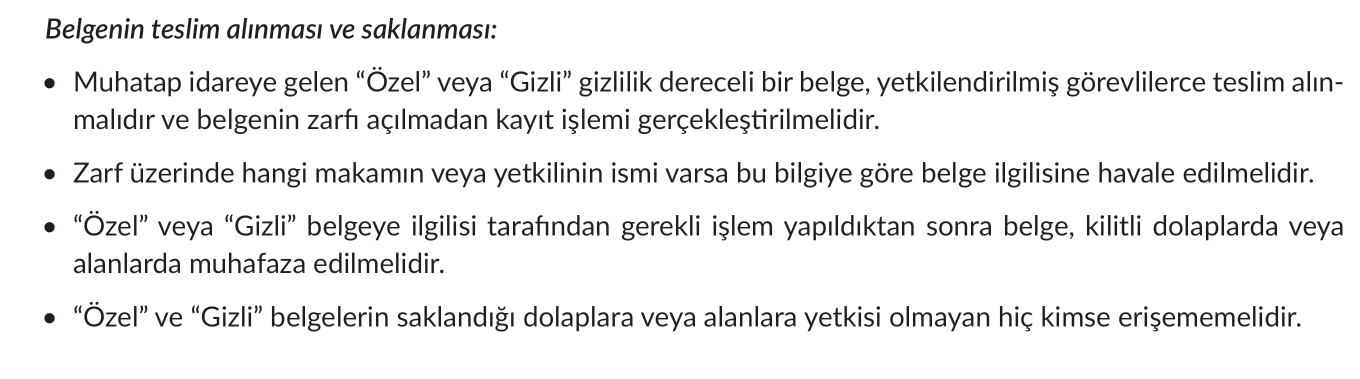 Belgenin teslim alınması ve saklanması:
• Muhatap idareye gelen “Özel” veya “Gizli” gizlilik dereceli bir belge, yetkilendirilmiş görevlilerce teslim alın-
malıdır ve belgenin zarfı açılmadan kayıt işlemi gerçekleştirilmelidir.
• Zarf üzerinde hangi makamın veya yetkilinin ismi varsa bu bilgiye göre belge ilgilisine havale edilmelidir.
• “Özel” veya “Gizli” belgeye ilgilisi tarafından gerekli işlem yapıldıktan sonra belge, kilitli dolaplarda veya
alanlarda muhafaza edilmelidir.
• “Özel” ve “Gizli” belgelerin saklandığı dolaplara veya alanlara yetkisi olmayan hiç kimse erişememelidir.